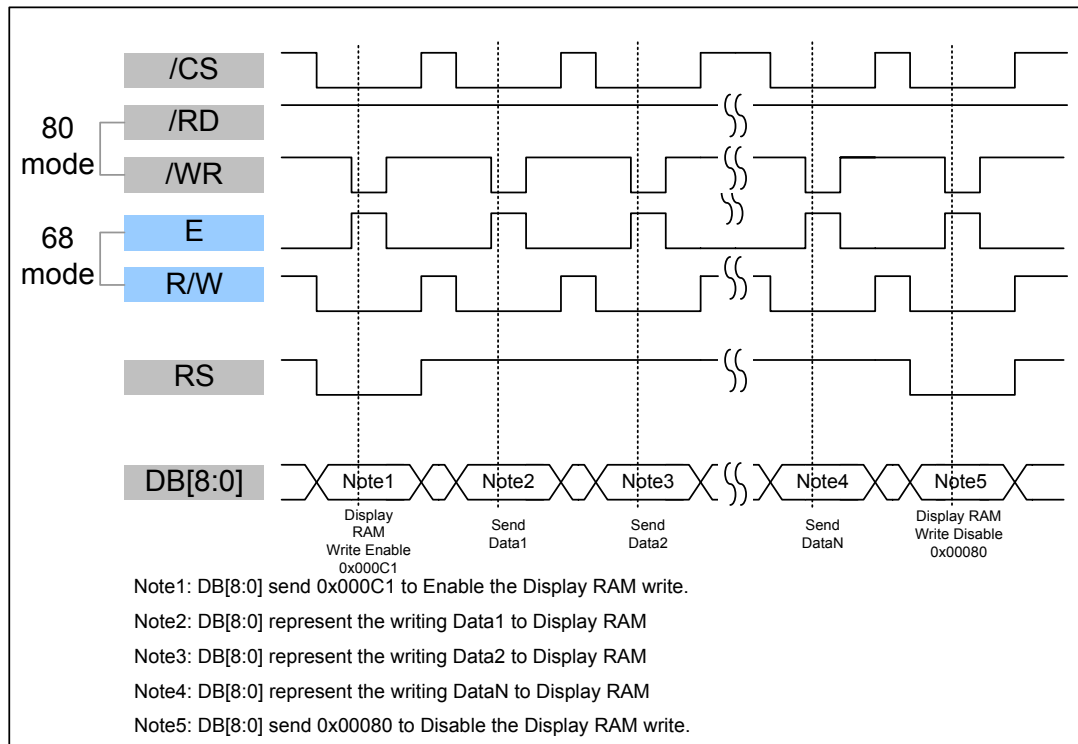 /CS
/RD
80
mode
/WR
E
68
mode
R/W
RS
DB[8:0]
Note1
Note2
Note3
Note4
Note5
Display
RAM
Write Enable
0x000C1
Send
Data1
Send
Data2
Send
DataN
Display RAM
Write Disable
0x00080
Note1: DB[8:0] send 0x000C1 to Enable the Display RAM write.
Note2: DB[8:0] represent the writing Data1 to Display RAM
Note3: DB[8:0] represent the writing Data2 to Display RAM
Note4: DB[8:0] represent the writing DataN to Display RAM
Note5: DB[8:0] send 0x00080 to Disable the Display RAM write.